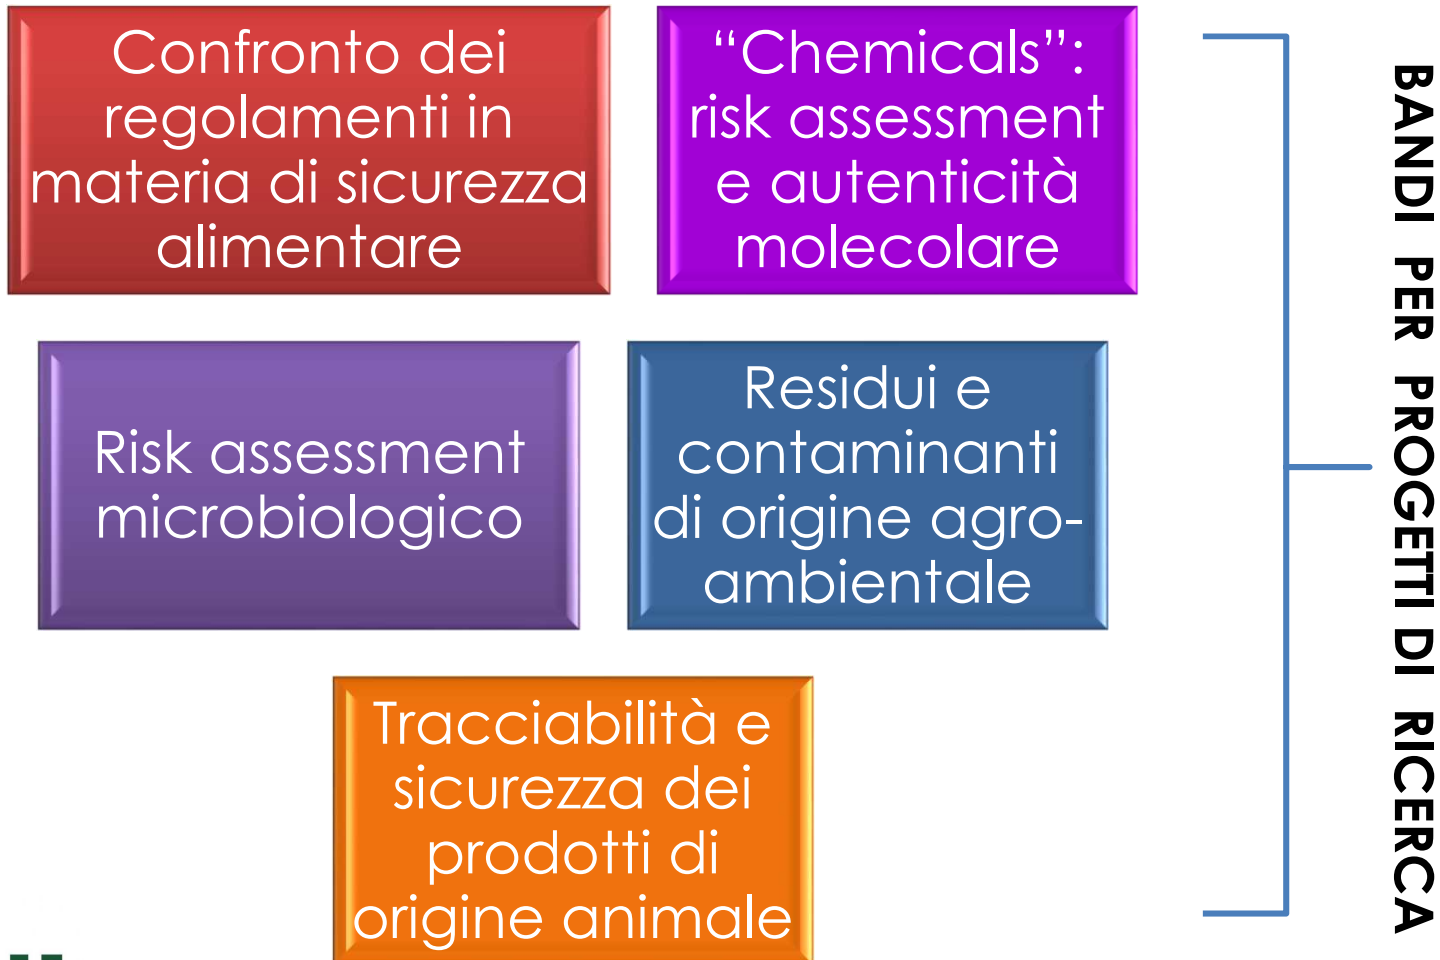 Confronto dei
regolamenti in
materia di sicurezza
alimentare
“Chemicals”:
risk assessment
e autenticità
molecolare
Risk assessment
microbiologico
Residui e
contaminanti
di origine agro-
ambientale
Tracciabilità e
sicurezza dei
prodotti di
origine animale
BANDI PER PROGETTI DI RICERCA